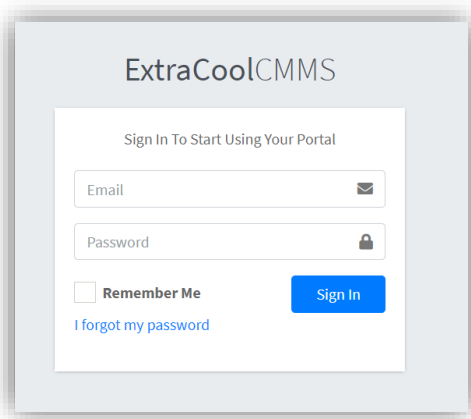 ExtraCoolCMMS
Sign In To Start Using Your Portal
Email
Password
Remember Me
Sign In
I forgot my password